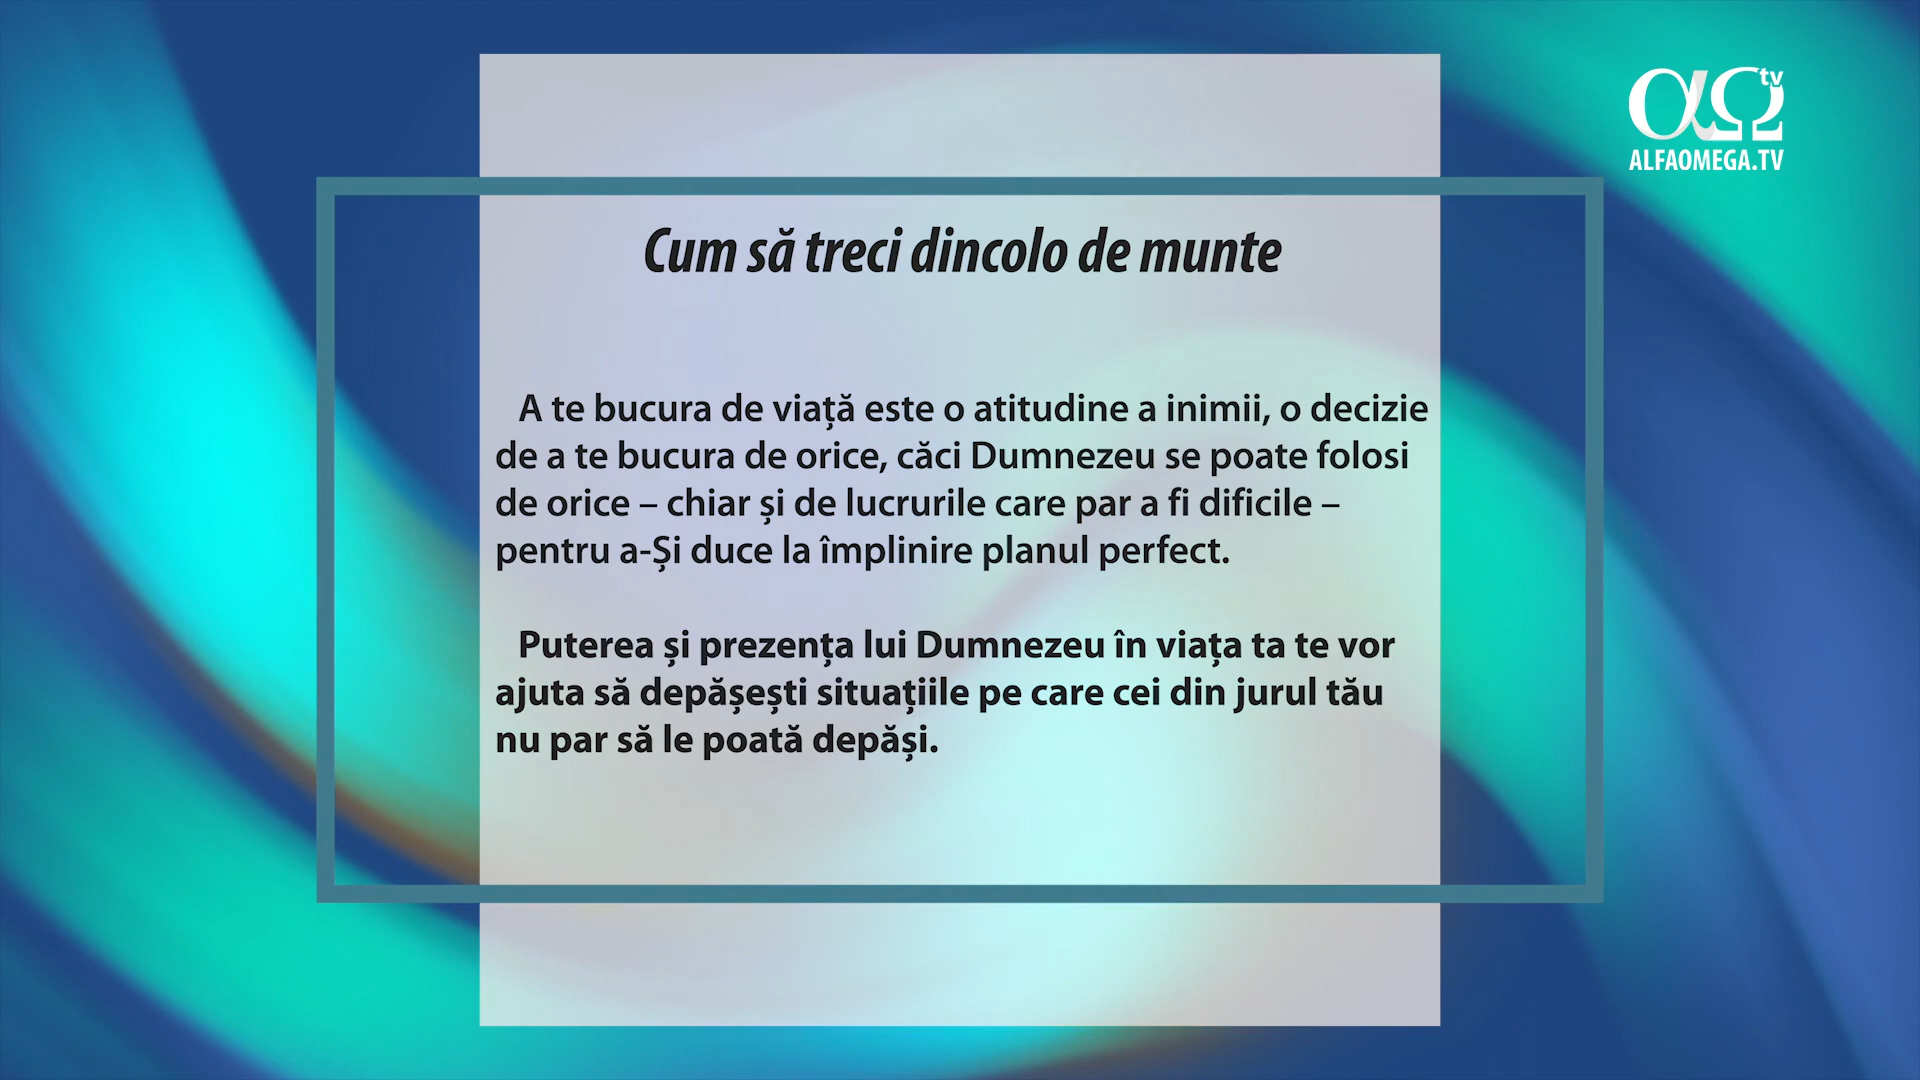 αΩ tv
ALFAOMEGA.TV
Cum să treci dincolo de munte
A te bucura de viață este o atitudine a inimii, o decizie
de a te bucura de orice, căci Dumnezeu se poate folosi
de orice – chiar și de lucrurile care par a fi dificile –
pentru a-Și duce la împlinire planul perfect.
Puterea și prezența lui Dumnezeu în viața ta te vor
ajuta să depășești situațiile pe care cei din jurul tău
nu par să le poată depăși.